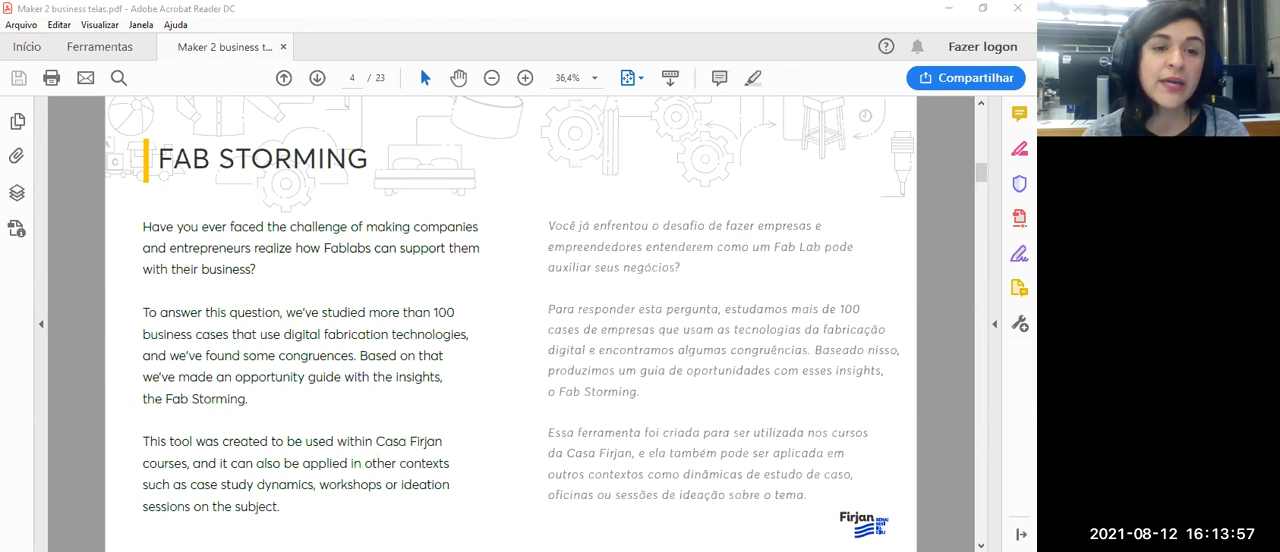 Maker 2 business telas.pdf - Adobe Acrobat Reader DC
Arquivo Editar Visualizar Janela Ajuda
Início Ferramentas Maker 2 business t... × Fazer logon
4 / 23 36,4% Compartilhar
FAB STORMING
Have you ever faced the challenge of making companies
and entrepreneurs realize how Fablabs can support them
with their business?
To answer this question, we've studied more than 100
business cases that use digital fabrication technologies,
and we've found some congruences. Based on that
we've made an opportunity guide with the insights,
the Fab Storming.
This tool was created to be used within Casa Firjan
courses, and it can also be applied in other contexts
such as case study dynamics, workshops or ideation
sessions on the subject.
Você já enfrentou o desafio de fazer empresas e
empreendedores entenderem como um Fab Lab pode
auxiliar seus negócios?
Para responder esta pergunta, estudamos mais de 100
cases de empresas que usam as tecnologias da fabricação
digital e encontramos algumas congruências. Baseado nisso,
produzimos um guia de oportunidades com esses insights,
o Fab Storming.
Essa ferramenta foi criada para ser utilizada nos cursos
da Casa Firjan, e ela também pode ser aplicada em
outros contextos como dinâmicas de estudo de caso,
oficinas ou sessões de ideação sobre o tema.
Firjan
2021-08-12 16:13:57